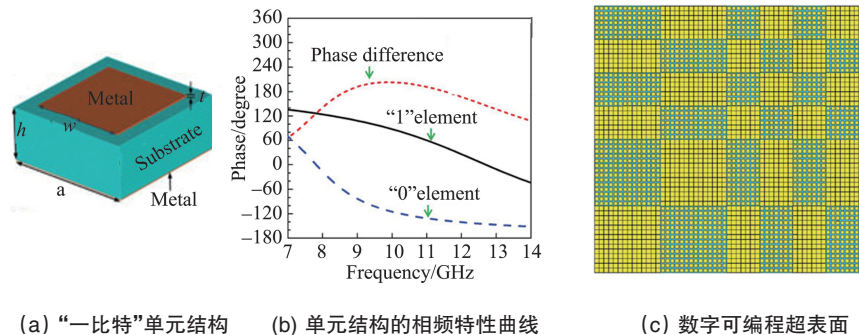 Metal
w
t
h
Substrate
a
Metal
360
300
240
180
120
60
0
−60
−120
−180
Phase/degree
Phase difference
“1”element
“0”element
7 8 9 10 11 12 13 14
Frequency/GHz
(a) “一比特”单元结构 (b) 单元结构的相频特性曲线 (c) 数字可编程超表面